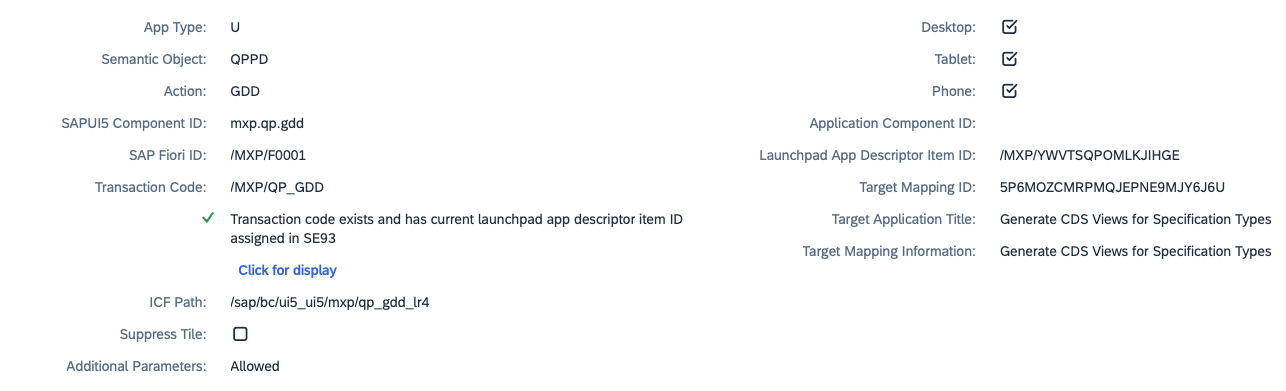 App Type: U
Semantic Object: QPPD
Action: GDD
SAPUI5 Component ID: mxp.qp.gdd
SAP Fiori ID: /MXP/F0001
Transaction Code: /MXP/QP_GDD
Transaction code exists and has current launchpad app descriptor item ID
assigned in SE93
Click for display
ICF Path: /sap/bc/ui5_ui5/mxp/qp_gdd_lr4
Suppress Tile:
Additional Parameters: Allowed
Desktop:
Tablet:
Phone:
Application Component ID:
Launchpad App Descriptor Item ID: /MXP/YWVTSQPOMLKJIHGE
Target Mapping ID: 5P6MOZCMRPMQJEPNE9MJY6J6U
Target Application Title: Generate CDS Views for Specification Types
Target Mapping Information: Generate CDS Views for Specification Types